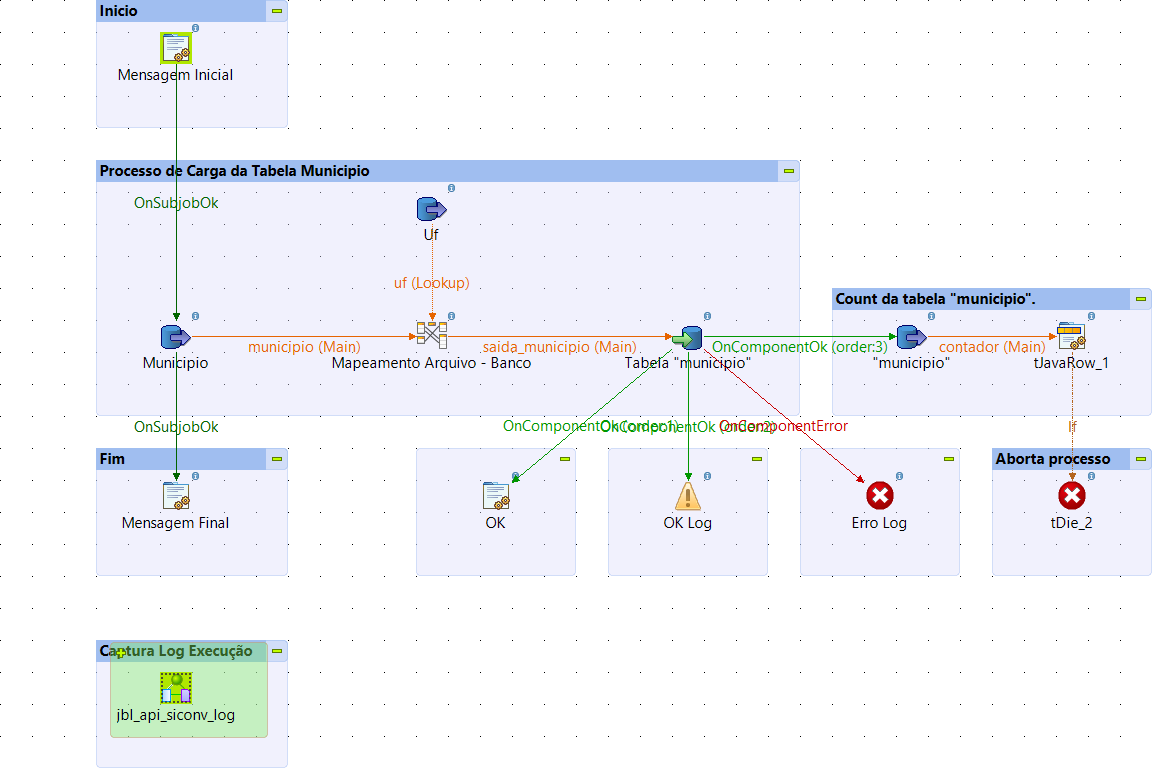 Inicio
Mensagem Inicial
Processo de Carga da Tabela Municipio
OnSubjobOk
Uf
uf (Lookup)
Count da tabela "municipio".
municipio (Main)
saida_municipio (Main)
OnComponentOk (order:3)
contador (Main)
Municipio
Mapeamento Arquivo - Banco
Tabela "municipio"
"municipio"
tJavaRow_1
OnSubjobOk
OnComponentOk (order:1)
OnComponentOk (order:2)
OnComponentError
If
Fim
Aborta processo
Mensagem Final
OK
OK Log
Erro Log
tDie_2
Captura Log Execução
jbl_api_siconv_log